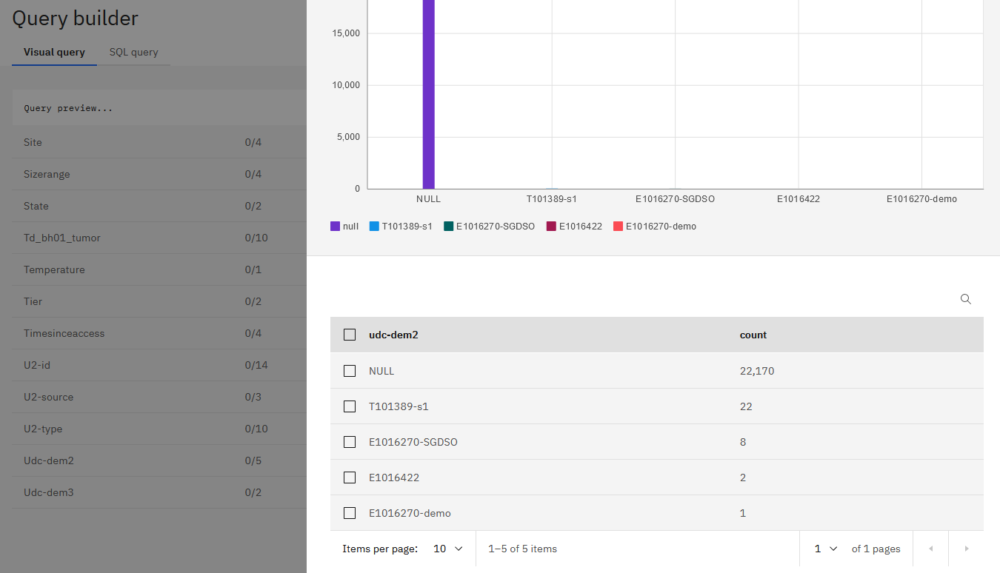 Query builder
Visual query SQL query
Query preview...
Site 0/4
Sizerange 0/4
State 0/2
Td_bh01_tumor 0/10
Temperature 0/1
Tier 0/2
Timesinceaccess 0/4
U2-id 0/14
U2-source 0/3
U2-type 0/10
Udc-dem2 0/5
Udc-dem3 0/2
15,000
10,000
5,000
0
NULL T101389-s1 E1016270-SGDSO E1016422 E1016270-demo
null T101389-s1 E1016270-SGDSO E1016422 E1016270-demo
udc-dem2 count
NULL 22,170
T101389-s1 22
E1016270-SGDSO 8
E1016422 2
E1016270-demo 1
Items per page: 10 1–5 of 5 items 1 of 1 pages